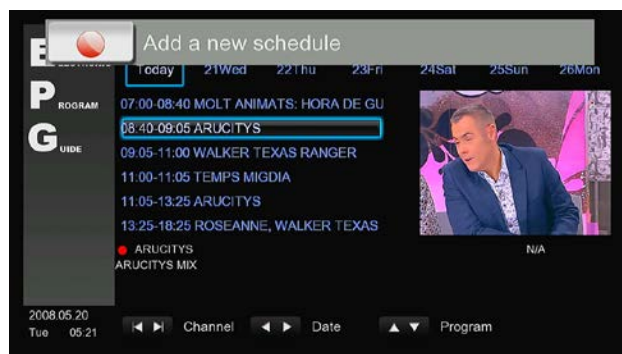 Add a new schedule
ELECTRONIC
PROGRAM
GUIDE
Today 21Wed 22Thu 23Fri 24Sat 25Sun 26Mon
07:00-08:40 MOLT ANIMATS: HORA DE GU
08:40-09:05 ARUCITYS
09:05-11:00 WALKER TEXAS RANGER
11:00-11:05 TEMPS MIGDIA
11:05-13:25 ARUCITYS
13:25-18:25 ROSEANNE, WALKER TEXAS
ARUCITYS
ARUCITYS MIX
N/A
2008.05.20
Tue 05:21
Channel Date Program